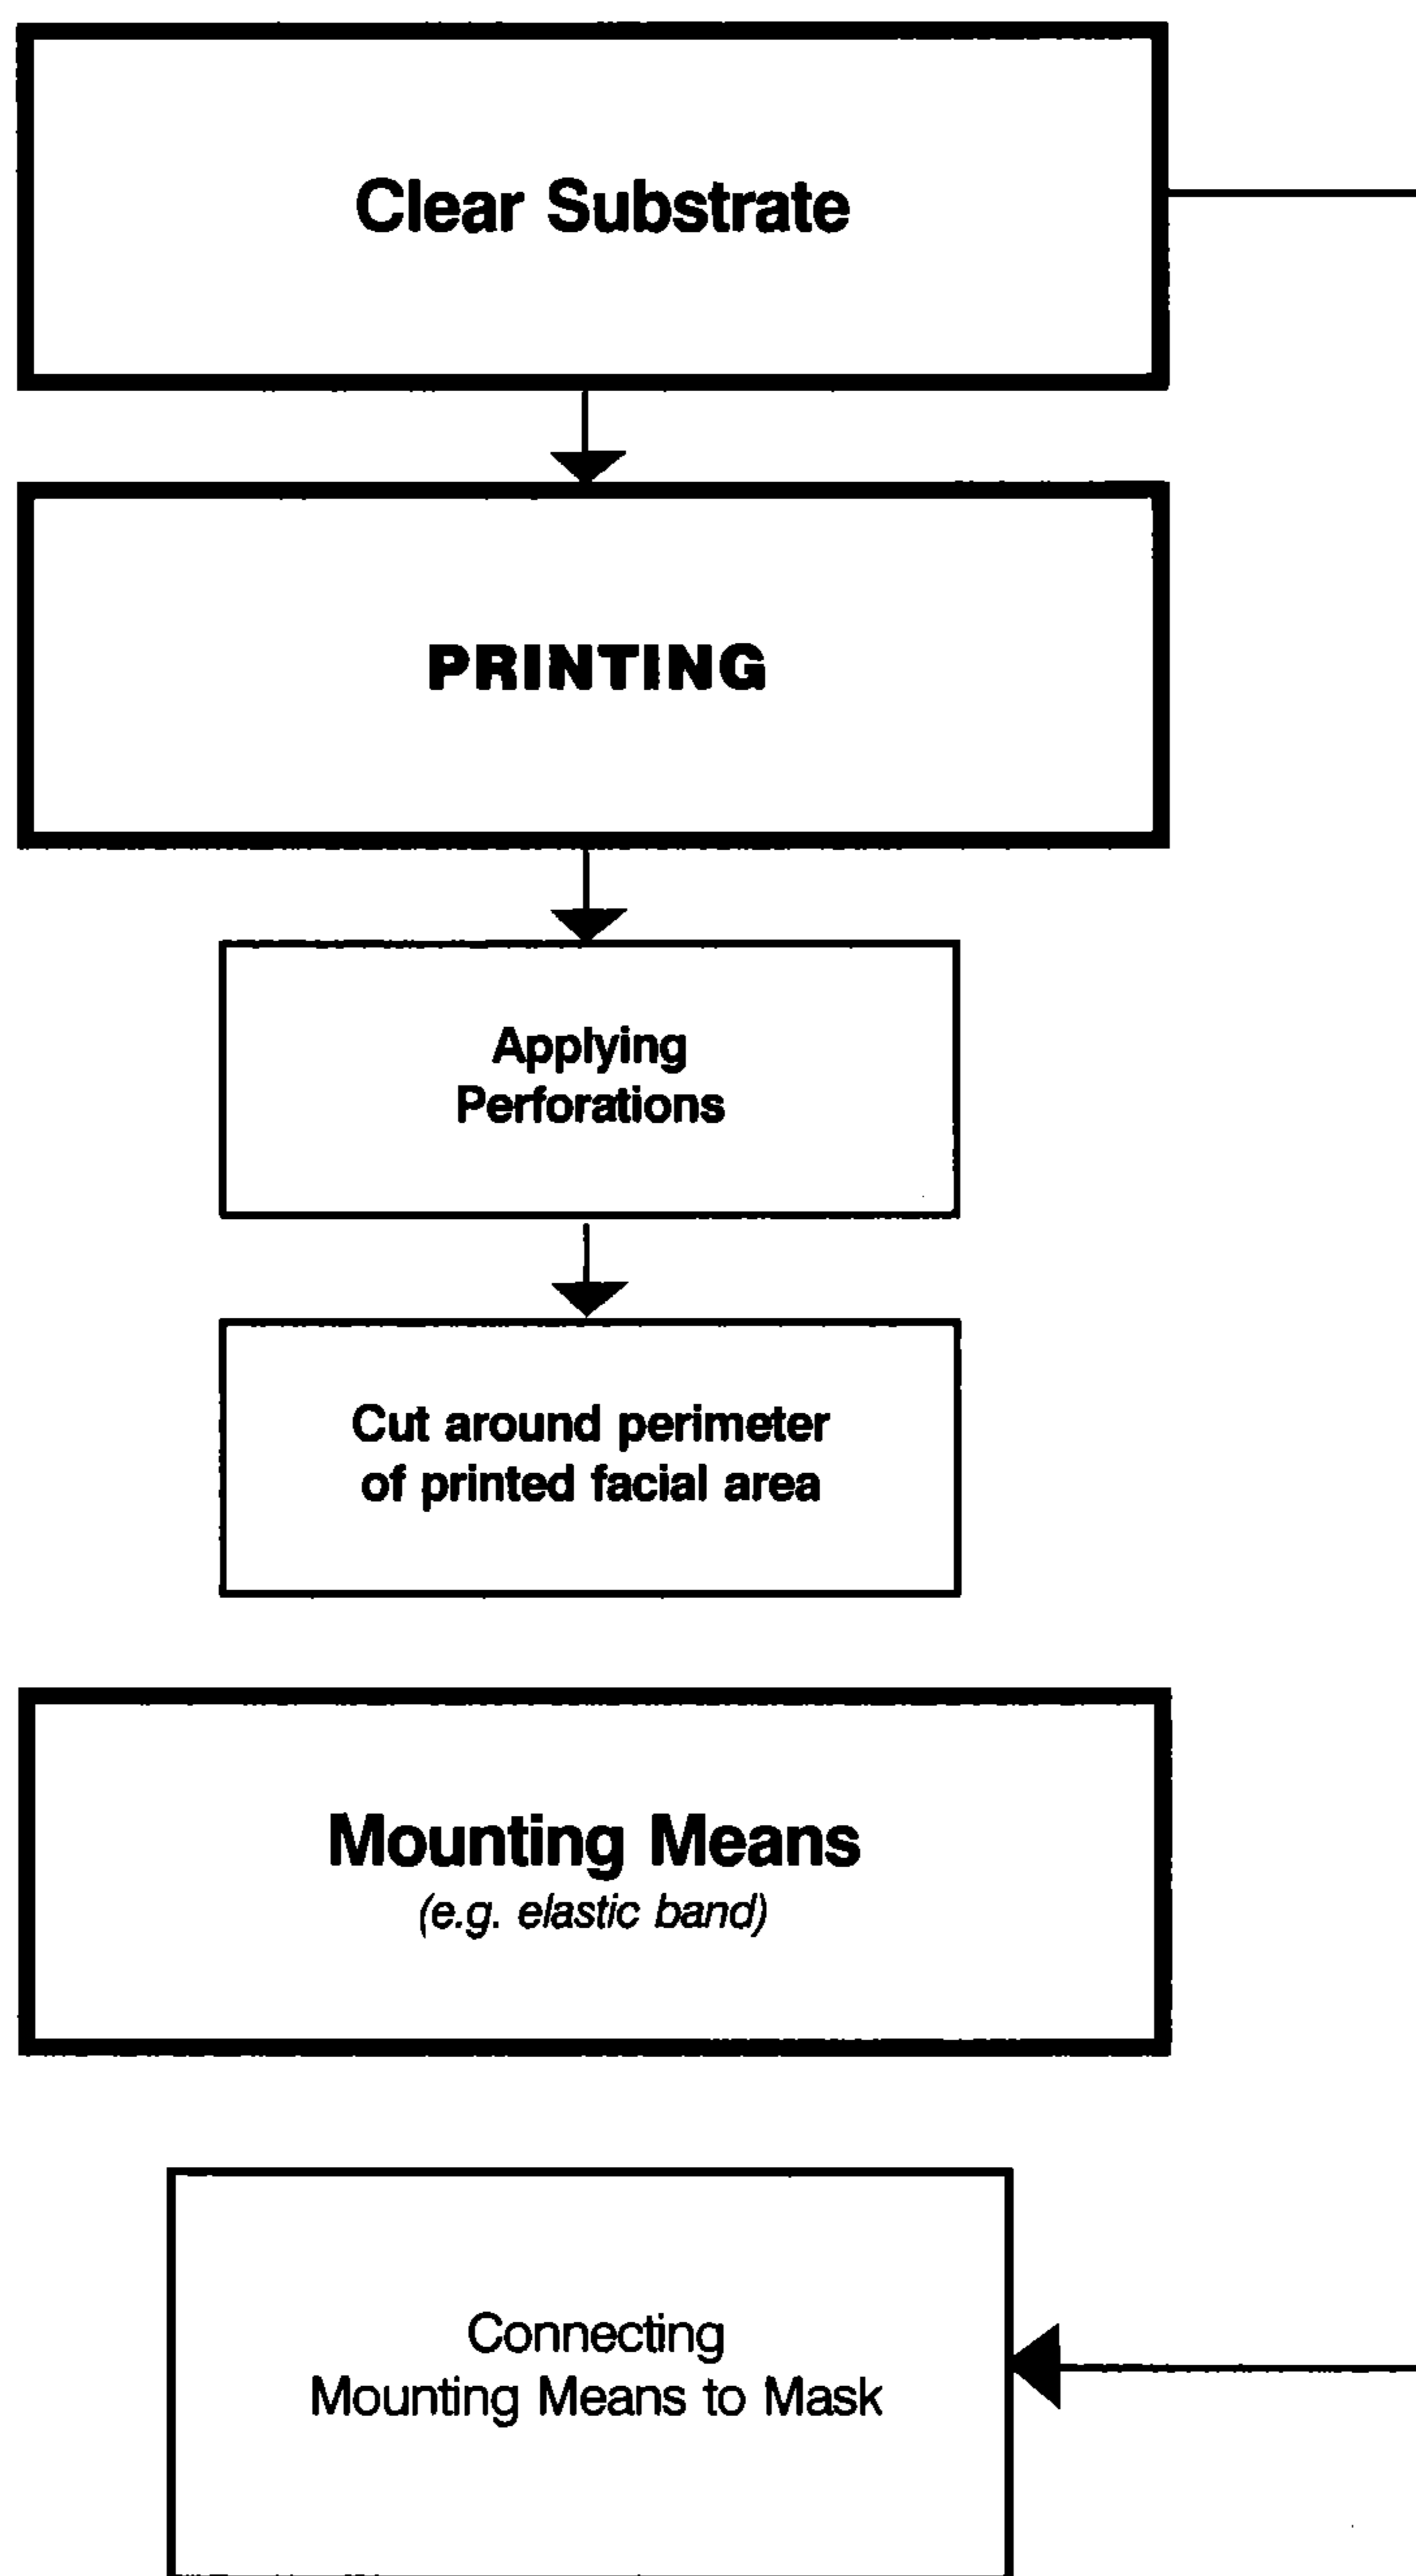 Clear Substrate
PRINTING
Applying
Perforations
Cut around perimeter
of printed facial area
Mounting Means
(e.g. elastic band)
Connecting
Mounting Means to Mask